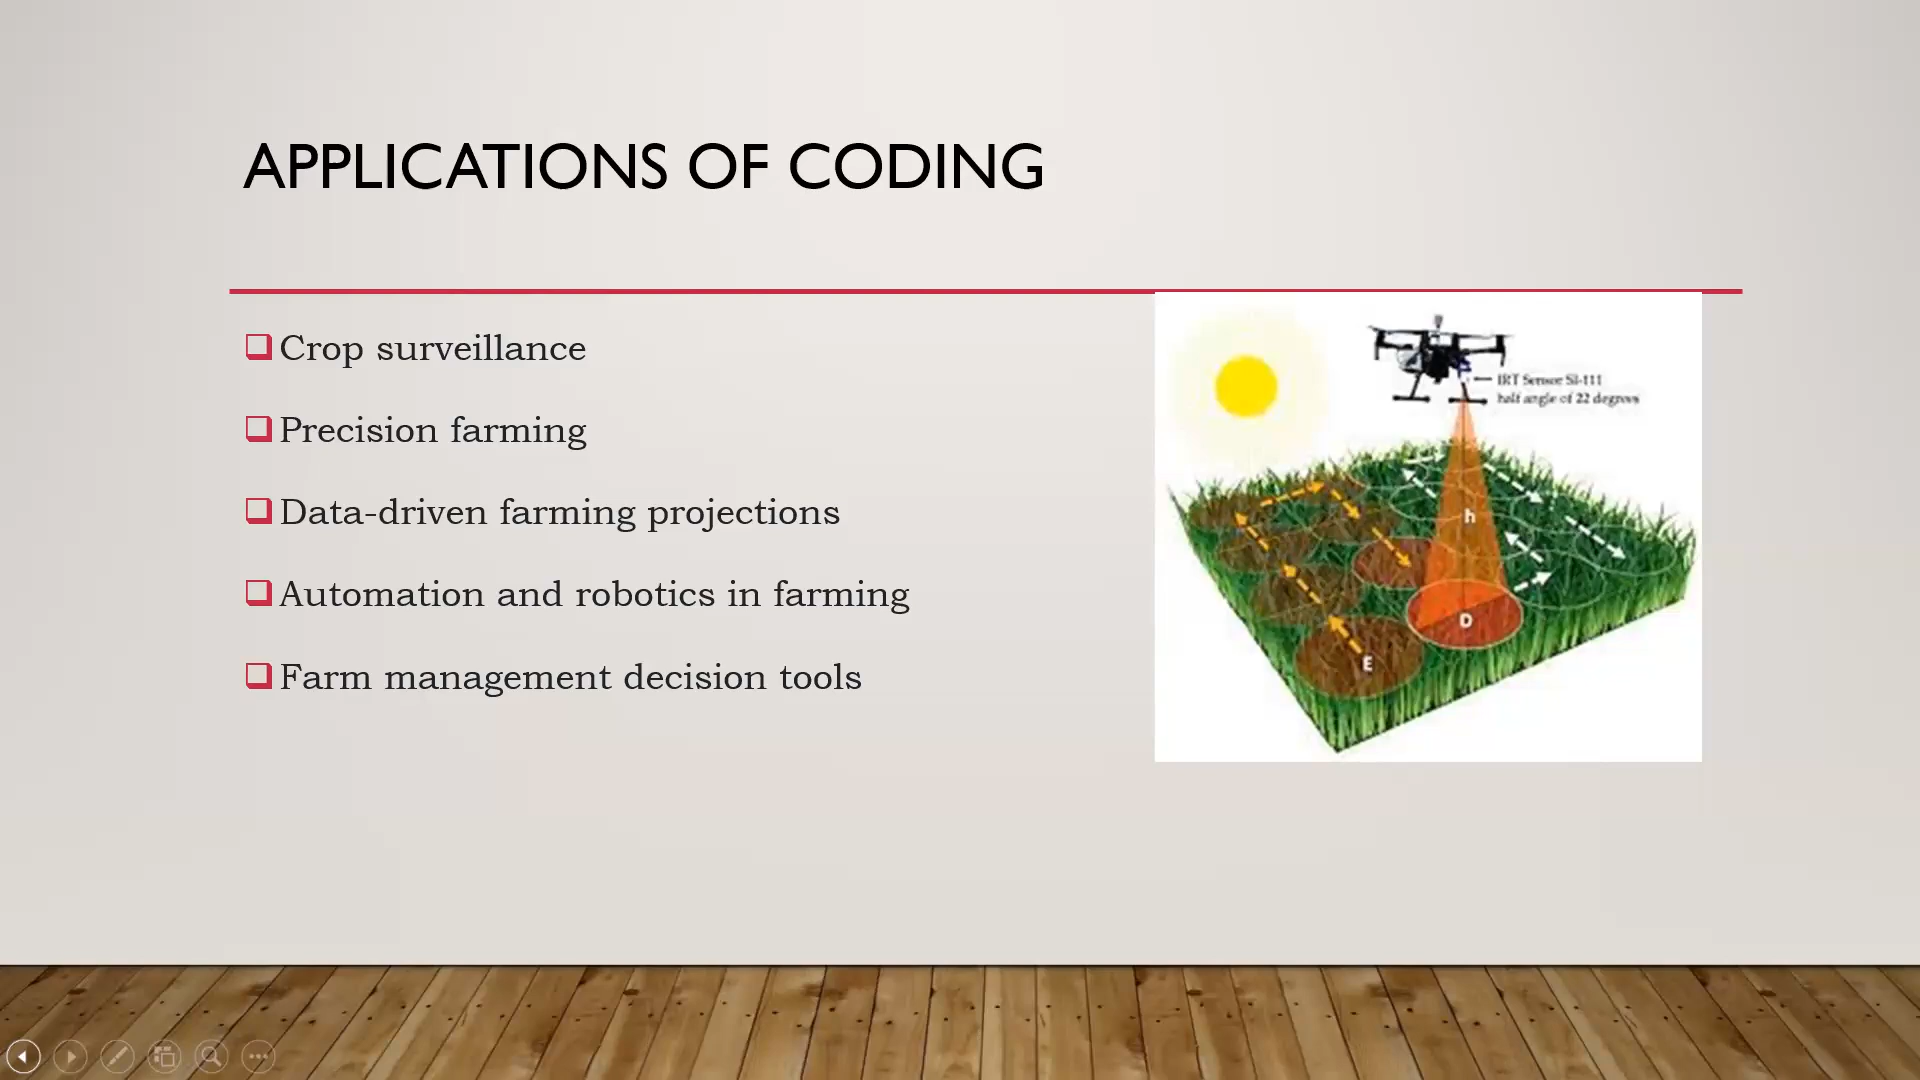 APPLICATIONS OF CODING
Crop surveillance
Precision farming
Data-driven farming projections
Automation and robotics in farming
Farm management decision tools
IRT Sensor SI-111
half angle of 22 degrees
h
D
E